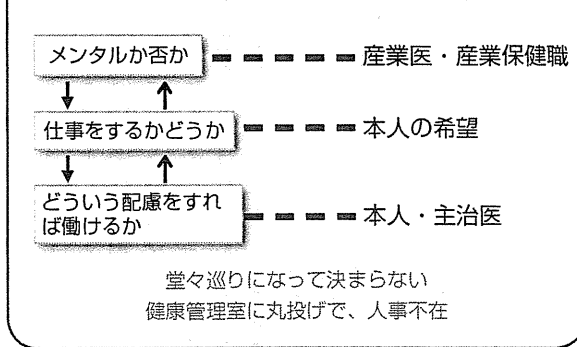 メンタルか否か
産業医・産業保健職
仕事をするかどうか
本人の希望
どういう配慮をすれ
ば働けるか
本人・主治医
堂々巡りになって決まらない
健康管理室に丸投げで、人事不在